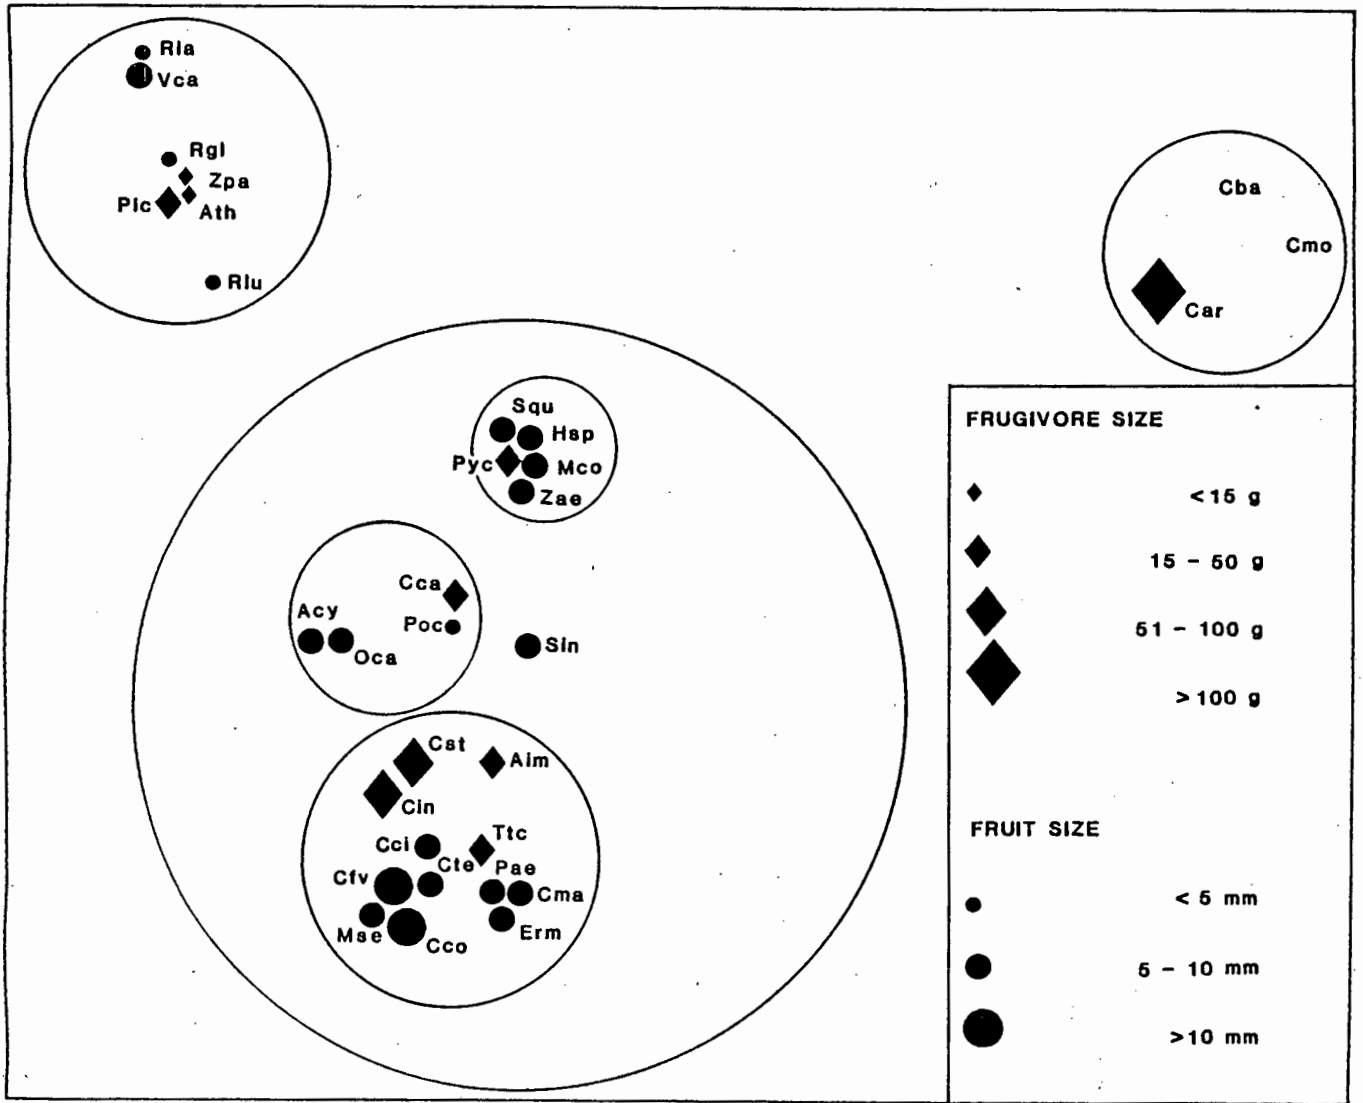 Rla
Vca
Rgl
Zpa
Plc
Ath
Rlu
Cba
Cmo
Car
Squ
Hsp
Pyc
Mco
Zae
Cca
Acy
Poc
Oca
Sln
Cst
Alm
Cin
Ttc
Cci
Cte
Pae
Cfv
Cma
Mse
Cco
Erm
FRUGIVORE SIZE
<15 g
15 - 50 g
51 - 100 g
>100 g
FRUIT SIZE
< 5 mm
5 - 10 mm
>10 mm